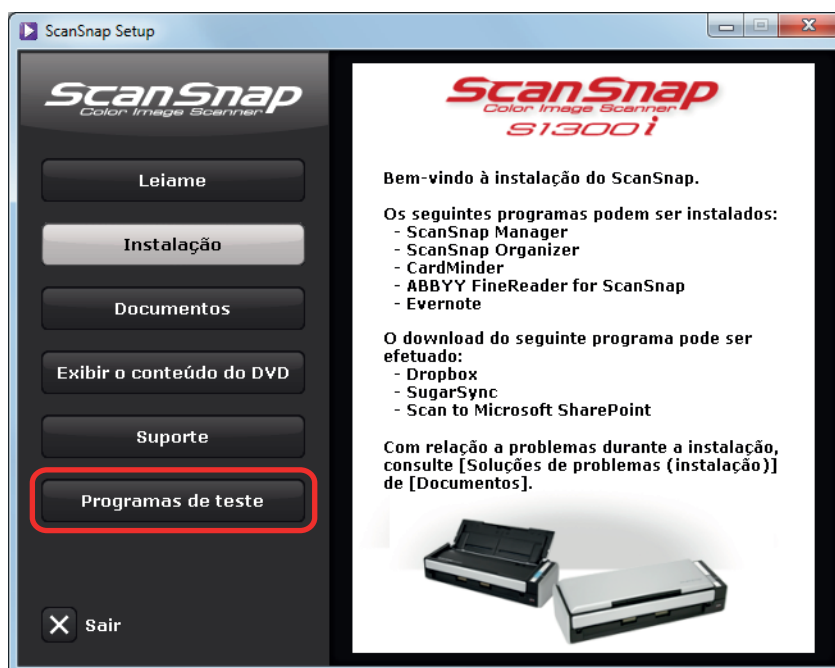 ScanSnap Setup
ScanSnap
Color Image Scanner
Leiame
Instalação
Documentos
Exibir o conteúdo do DVD
Suporte
Programas de teste
Sair
ScanSnap
Color Image Scanner
S1300i
Bem-vindo à instalação do ScanSnap.
Os seguintes programas podem ser instalados:
- ScanSnap Manager
- ScanSnap Organizer
- CardMinder
- ABBYY FineReader for ScanSnap
- Evernote
O download do seguinte programa pode ser
efetuado:
- Dropbox
- SugarSync
- Scan to Microsoft SharePoint
Com relação a problemas durante a instalação,
consulte [Soluções de problemas (instalação)]
de [Documentos].